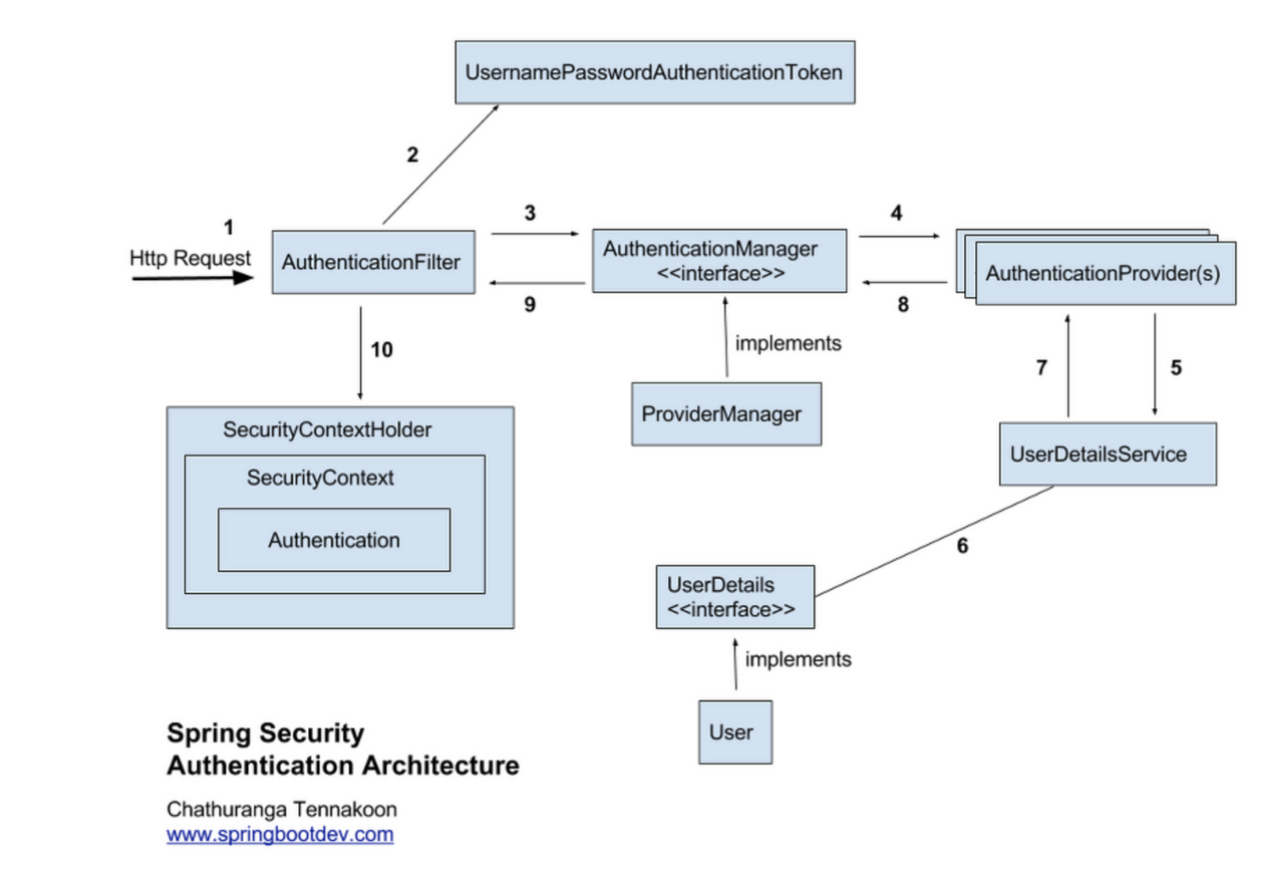 UsernamePasswordAuthenticationToken
2
1
3
4
Http Request
AuthenticationFilter
AuthenticationManager
<<interface>>
AuthenticationProvider(s)
9
8
10
implements
7
5
ProviderManager
SecurityContextHolder
SecurityContext
Authentication
UserDetailsService
6
UserDetails
<<interface>>
implements
User
Spring Security
Authentication Architecture
Chathuranga Tennakoon
www.springbootdev.com